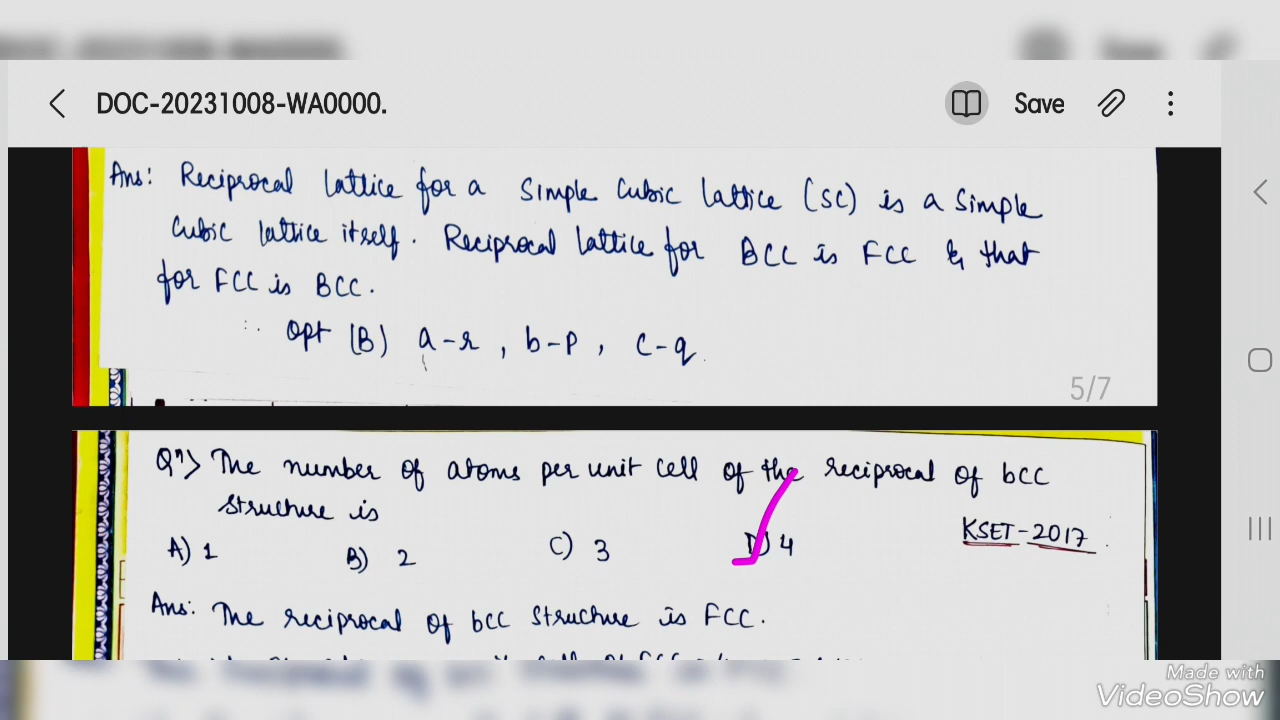 DOC-20231008-WA0000.
Save
Ans: Reciprocal lattice for a Simple Cubic lattice (SC) is a Simple
Cubic lattice itself. Reciprocal lattice for BCC is FCC & that
for FCC is BCC.
∴ opt (B) a-r, b-p, c-q.
5/7
Qn> The number of atoms per unit cell of the reciprocal of bcc
structure is
A) 1 B) 2 C) 3 D) 4
KSET-2017
Ans: The reciprocal of bcc structure is FCC.
Made with
VideoShow